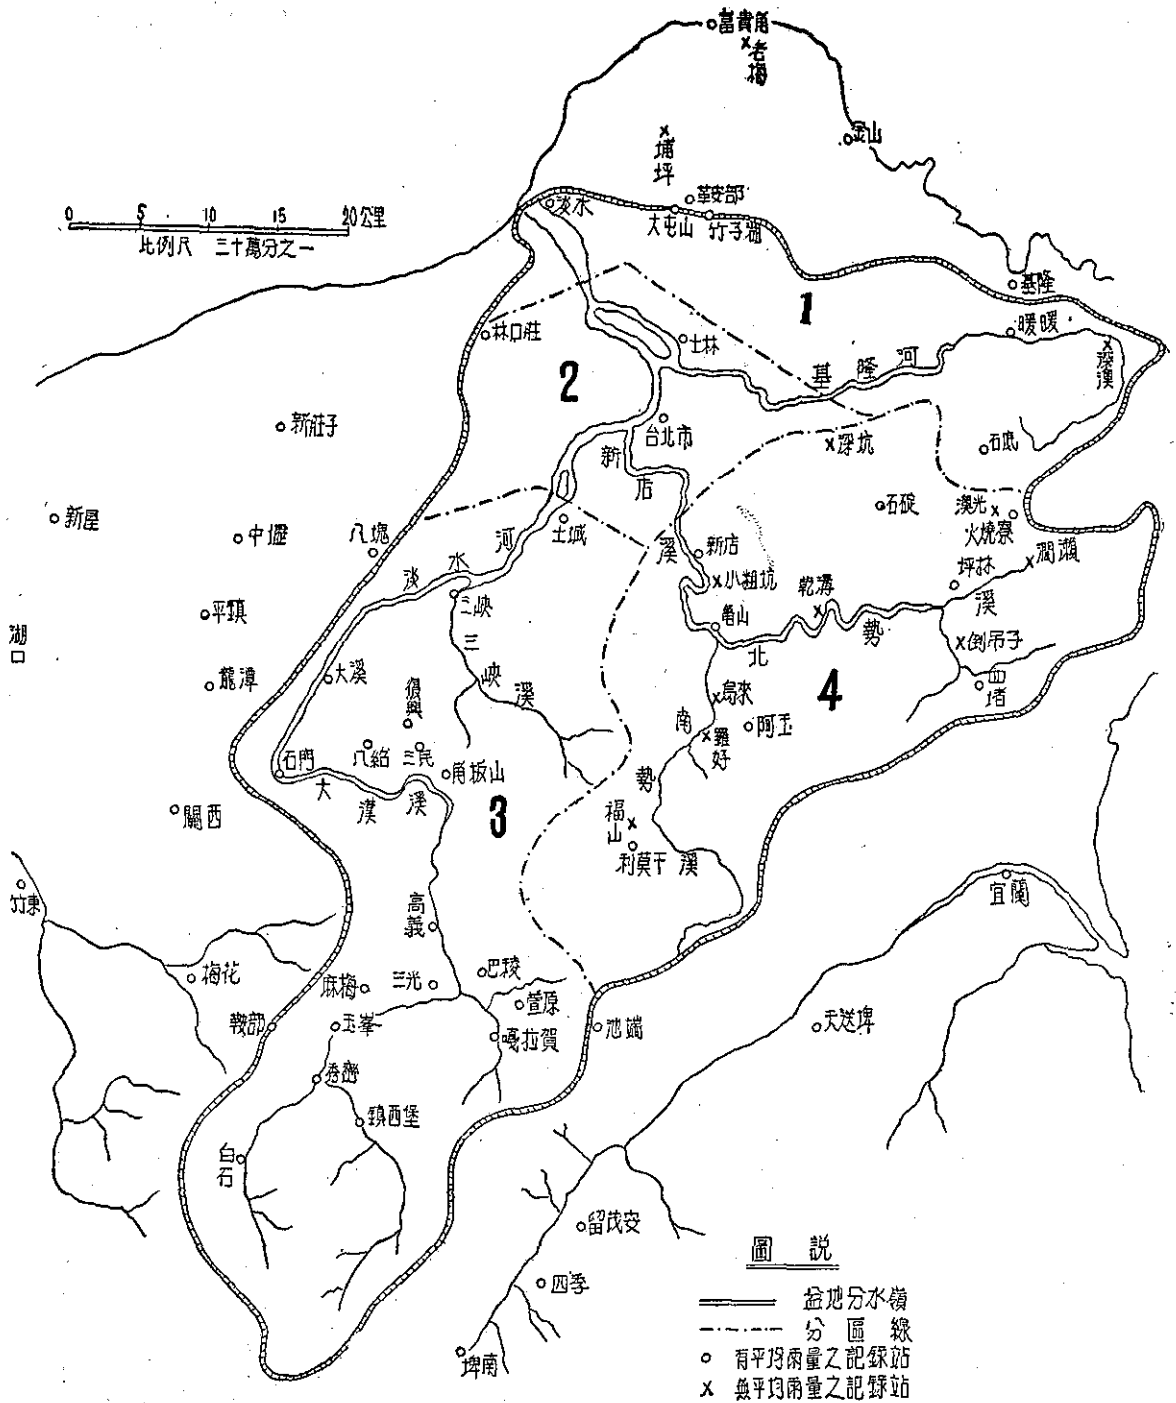 富貴角
老梅
金山
埔坪
鞍部
淡水
大屯山
竹子湖
0 5 10 15 20公里
比例尺 三十萬分之一
基隆
1
林口莊
士林
暖暖
基隆河
深澳
2
新莊子
台北市
深坑
石底
新店溪
石碇
澳光
火燒寮
新屋
中壢
八塊
土城
淡水河
新店
小粗坑
乾溝
坪林
濶瀨
平鎮
三峽
龜山
北勢溪
倒吊子
湖口
龍潭
大溪
三峽溪
復興
烏來
4
阿玉
羅好
南勢溪
石門
八結
三民
角板山
大溪
3
關西
福山
利莫干
竹東
高義
宜蘭
梅花
麻梅
三光
巴稜
萱原
鞍部
玉峯
嘎拉賀
池端
天送埤
秀巒
鎮西堡
白石
留茂安
四季
埤南
圖說
盆地分水嶺
分區線
有平均雨量之記錄站
無平均雨量之記錄站